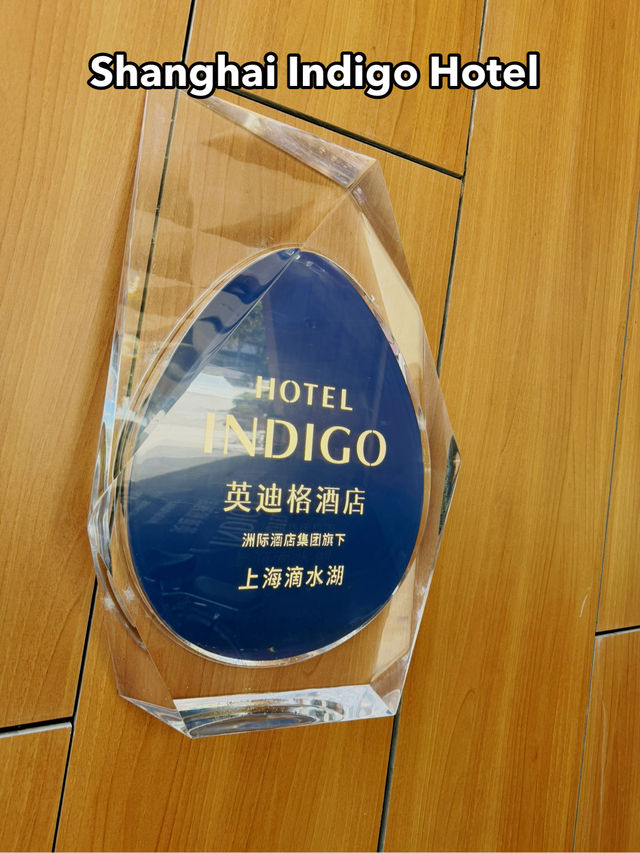 Shanghai Indigo Hotel
HOTEL
INDIGO
英迪格酒店
洲际酒店集团旗下
上海滴水湖